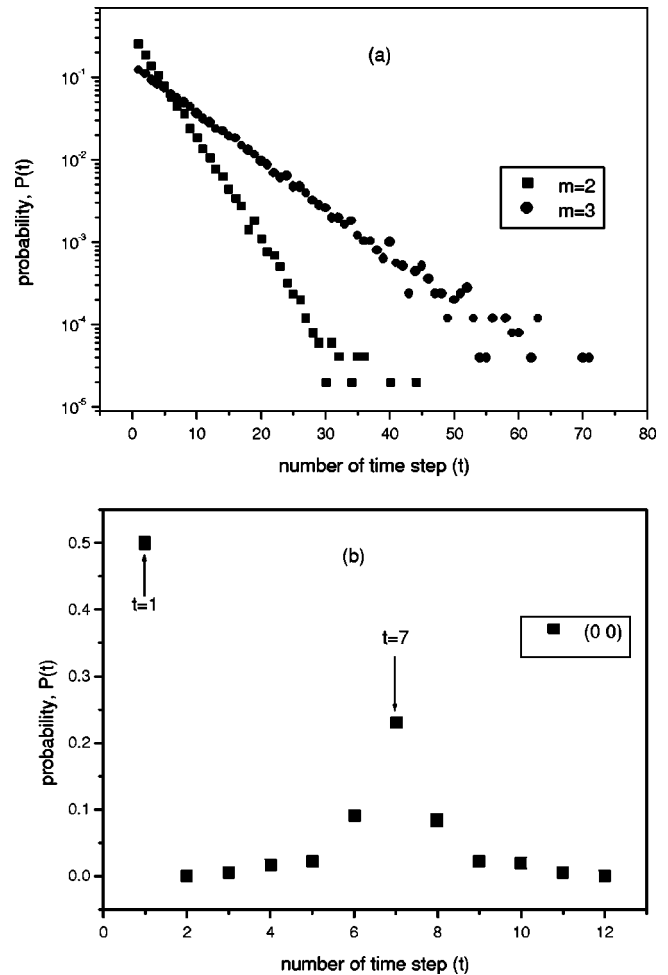 (a)
10^-1
10^-2
10^-3
10^-4
10^-5
probability, P(t)
m=2
m=3
0 10 20 30 40 50 60 70 80
number of time step (t)
(b)
0.5
0.4
0.3
0.2
0.1
0.0
probability, P(t)
t=1
t=7
(0 0)
0 2 4 6 8 10 12
number of time step (t)